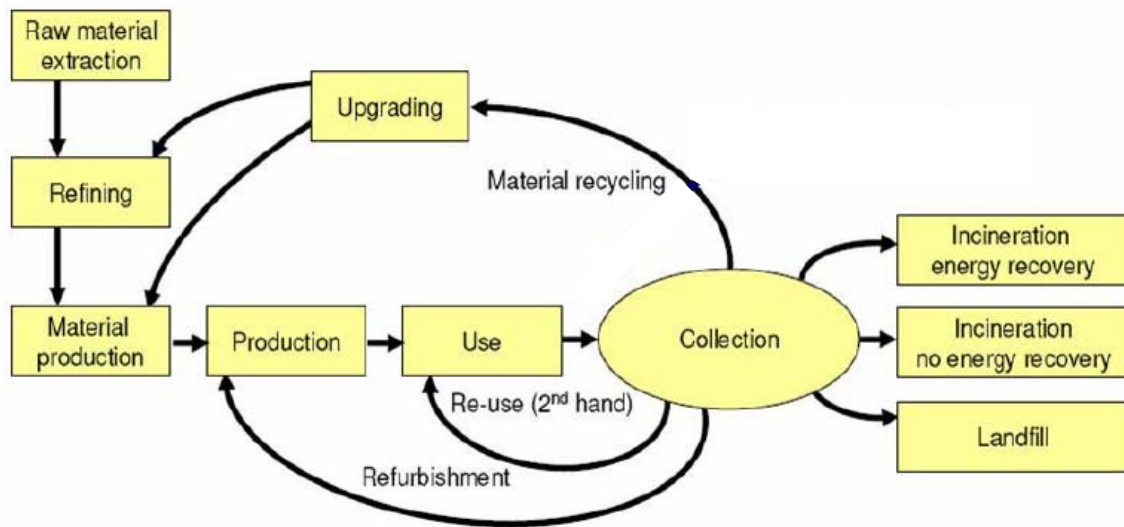 Raw material
extraction
Upgrading
Refining
Material recycling
Incineration
energy recovery
Material
production
Production
Use
Collection
Incineration
no energy recovery
Re-use (2nd hand)
Refurbishment
Landfill